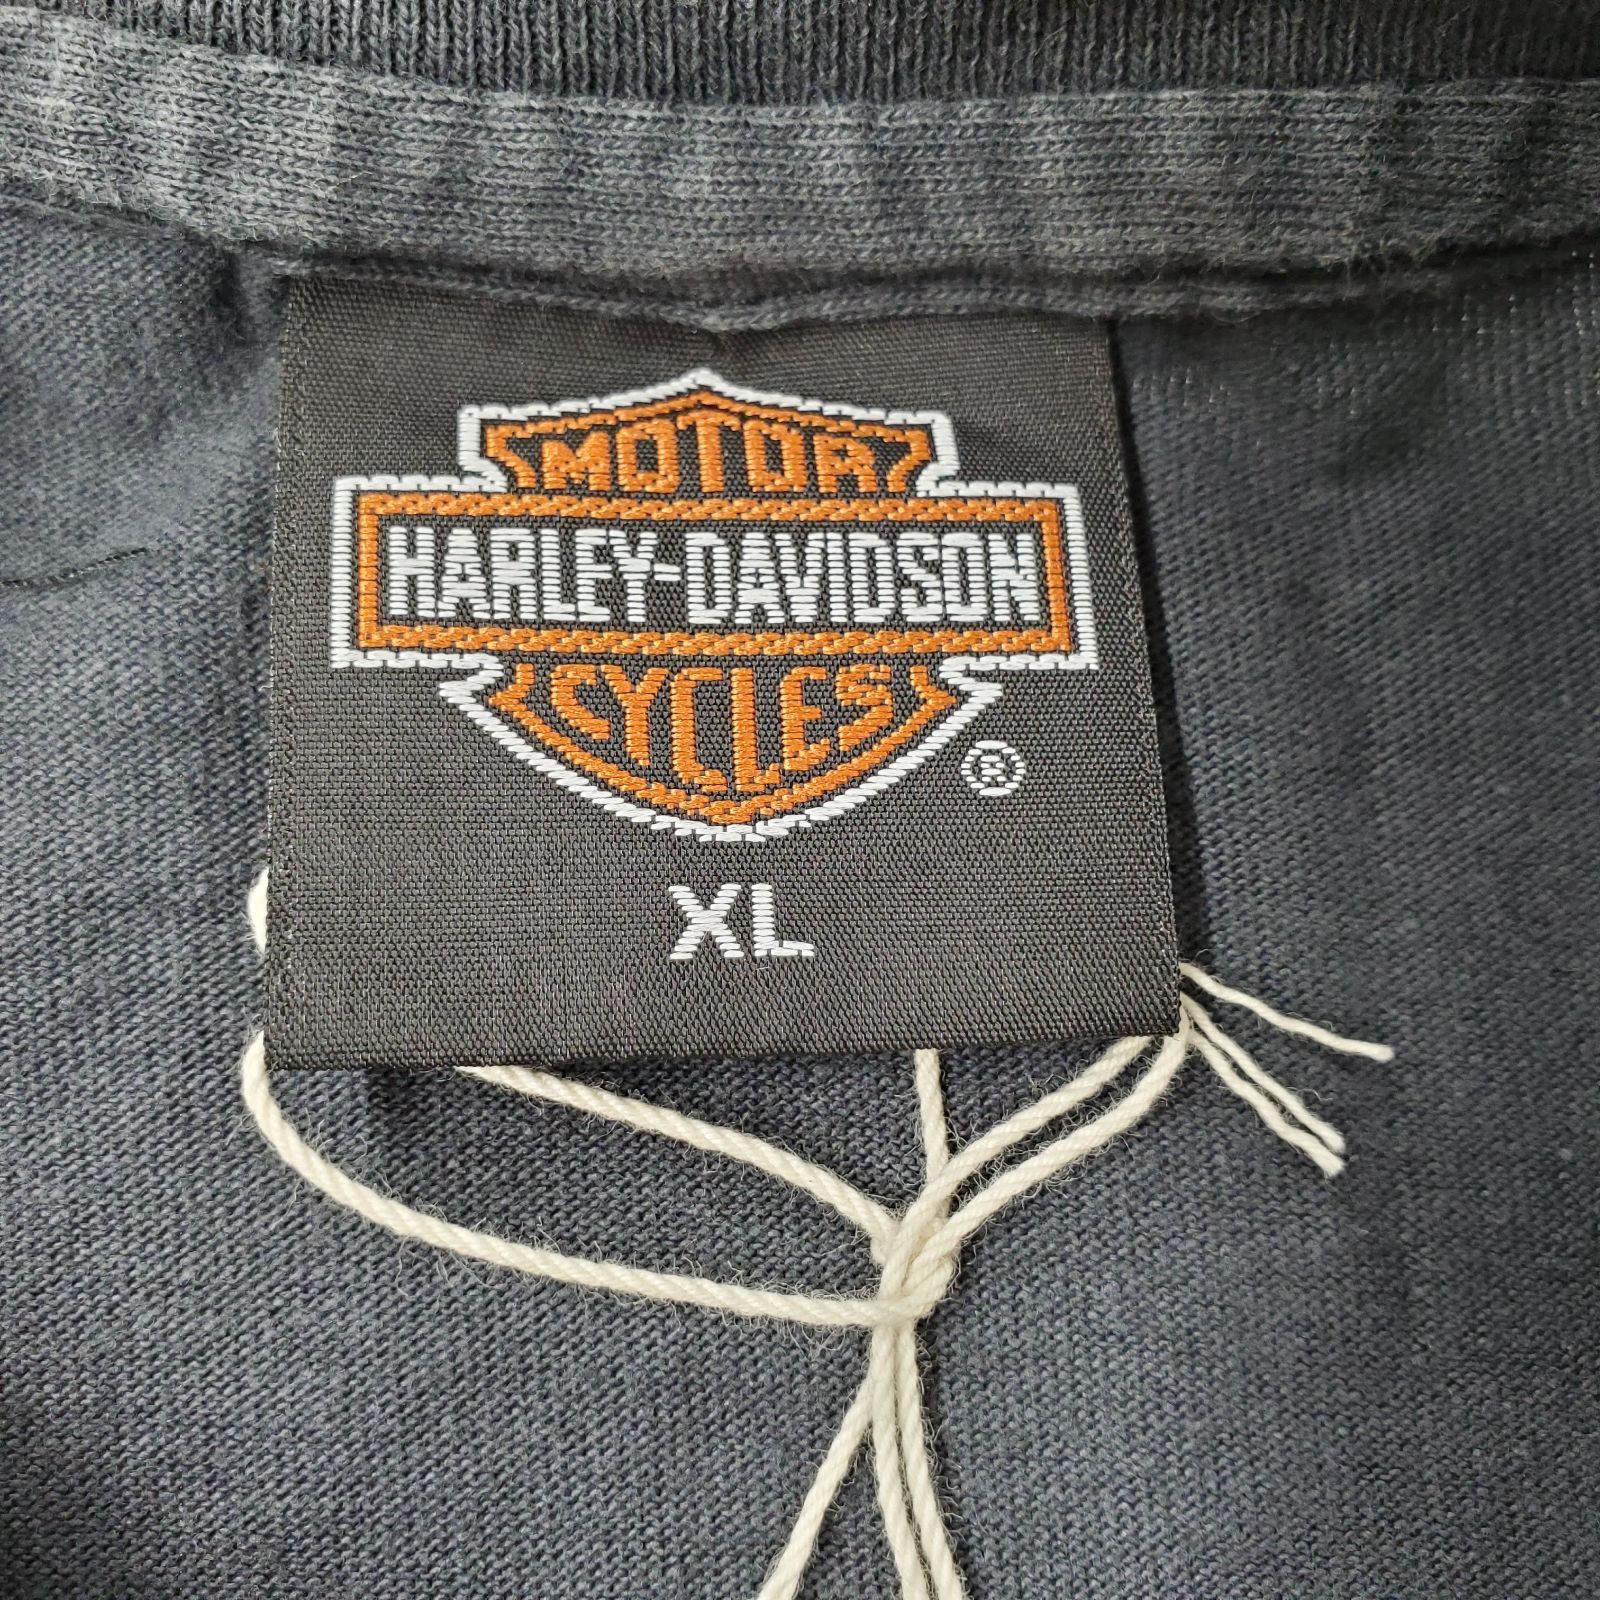 MOTOR
HARLEY-DAVIDSON
CYCLES
®
XL